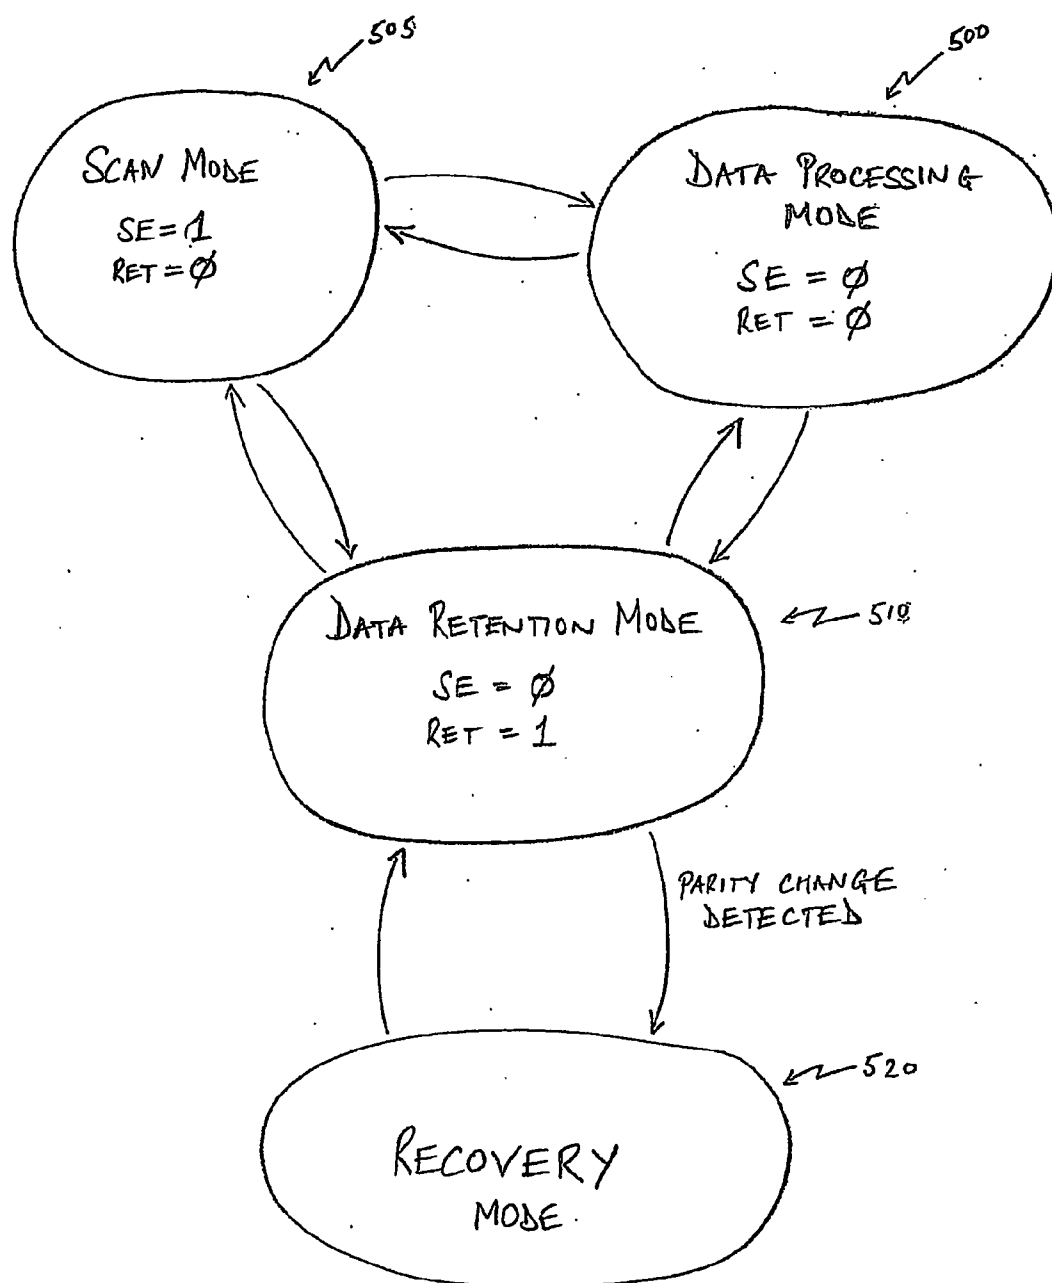 505
500
SCAN MODE
SE=1
RET=Ø
DATA PROCESSING
MODE
SE = Ø
RET = Ø
DATA RETENTION MODE
SE = Ø
RET = 1
510
PARITY CHANGE
DETECTED
520
RECOVERY
MODE